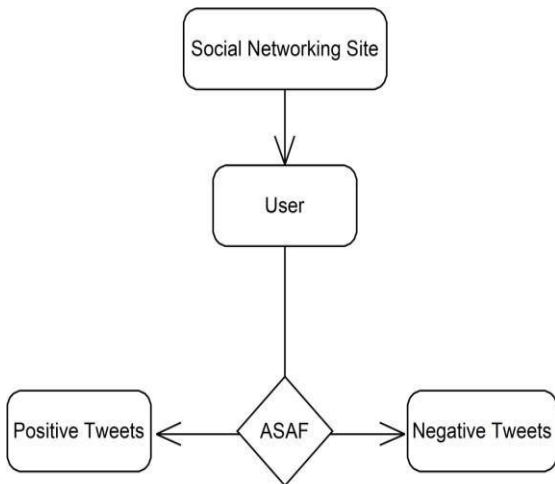 Social Networking Site
User
Positive Tweets
ASAF
Negative Tweets